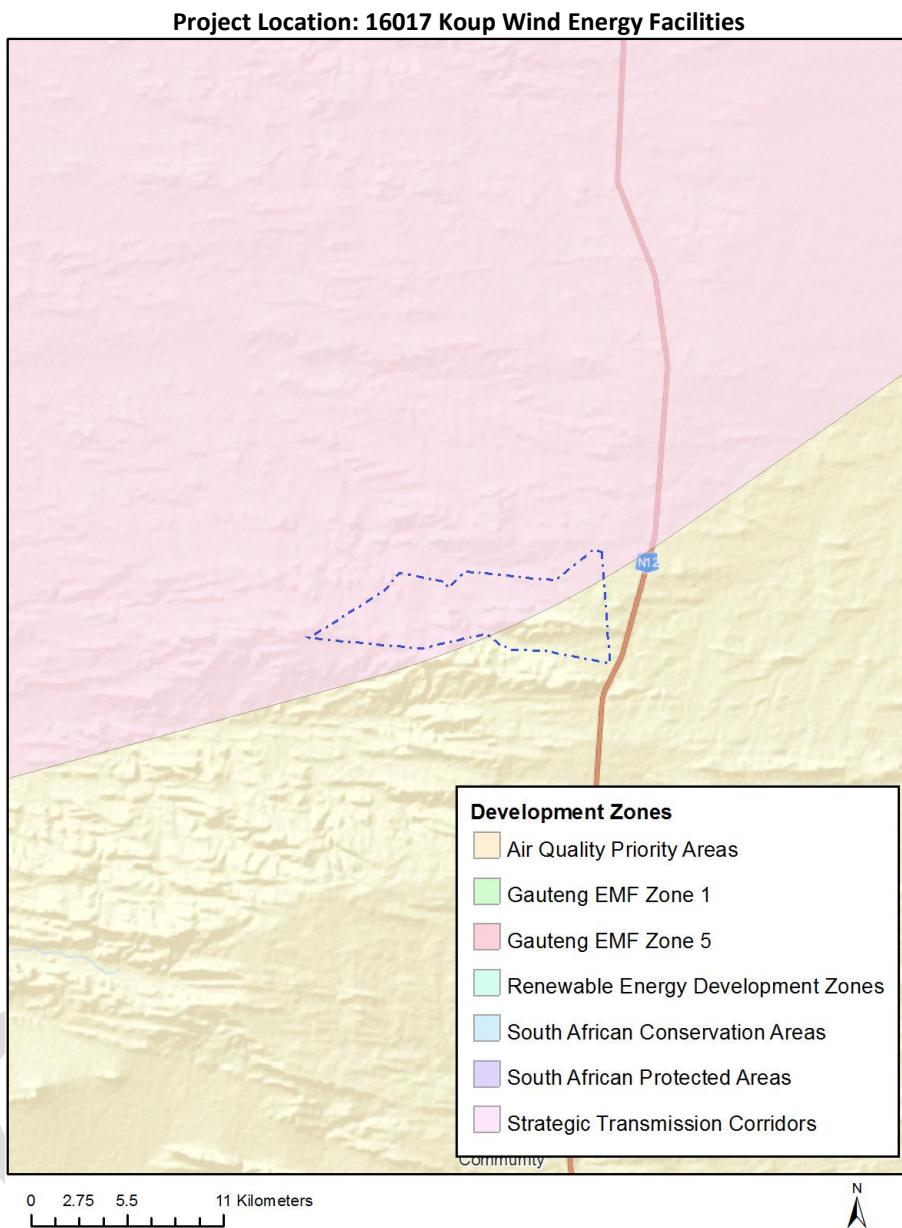 Project Location: 16017 Koup Wind Energy Facilities
N12
Development Zones
Air Quality Priority Areas
Gauteng EMF Zone 1
Gauteng EMF Zone 5
Renewable Energy Development Zones
South African Conservation Areas
South African Protected Areas
Strategic Transmission Corridors
Community
0 2.75 5.5 11 Kilometers
N